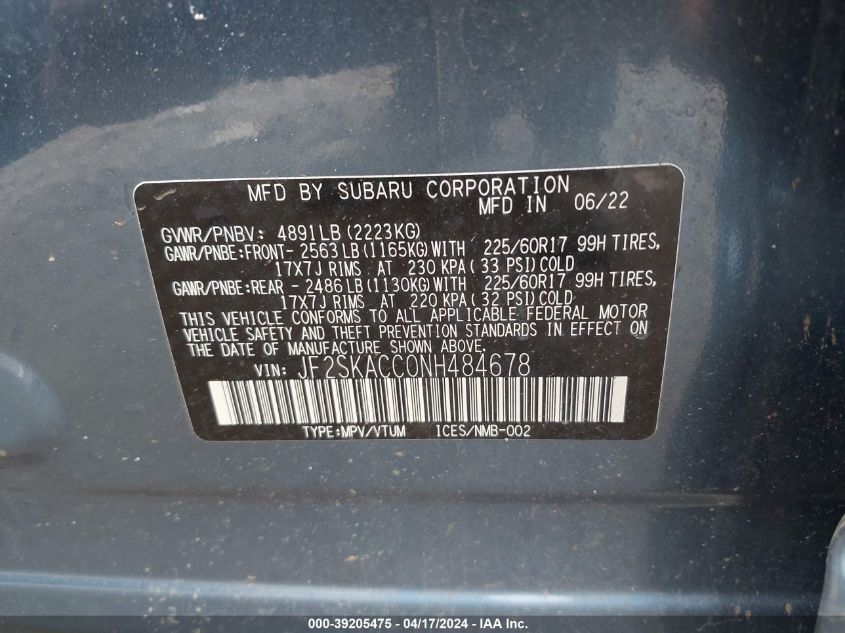 MFD BY SUBARU CORPORATION
MFD IN 06/22
GVWR/PNBV: 4891LB (2223KG)
GAWR/PNBE:FRONT- 2563LB (1165KG) WITH 225/60R17 99H TIRES,
17X7J RIMS AT 230 KPA (33 PSI) COLD
GAWR/PNBE:REAR - 2486LB (1130KG) WITH 225/60R17 99H TIRES,
17X7J RIMS AT 220 KPA (32 PSI) COLD
THIS VEHICLE CONFORMS TO ALL APPLICABLE FEDERAL MOTOR
VEHICLE SAFETY AND THEFT PREVENTION STANDARDS IN EFFECT ON
THE DATE OF MANUFACTURE SHOWN ABOVE.
VIN: JF2SKACC0NH484678
TYPE:MPV/VTUM ICES/NMB-002
000-39205475 - 04/17/2024 - IAA Inc.